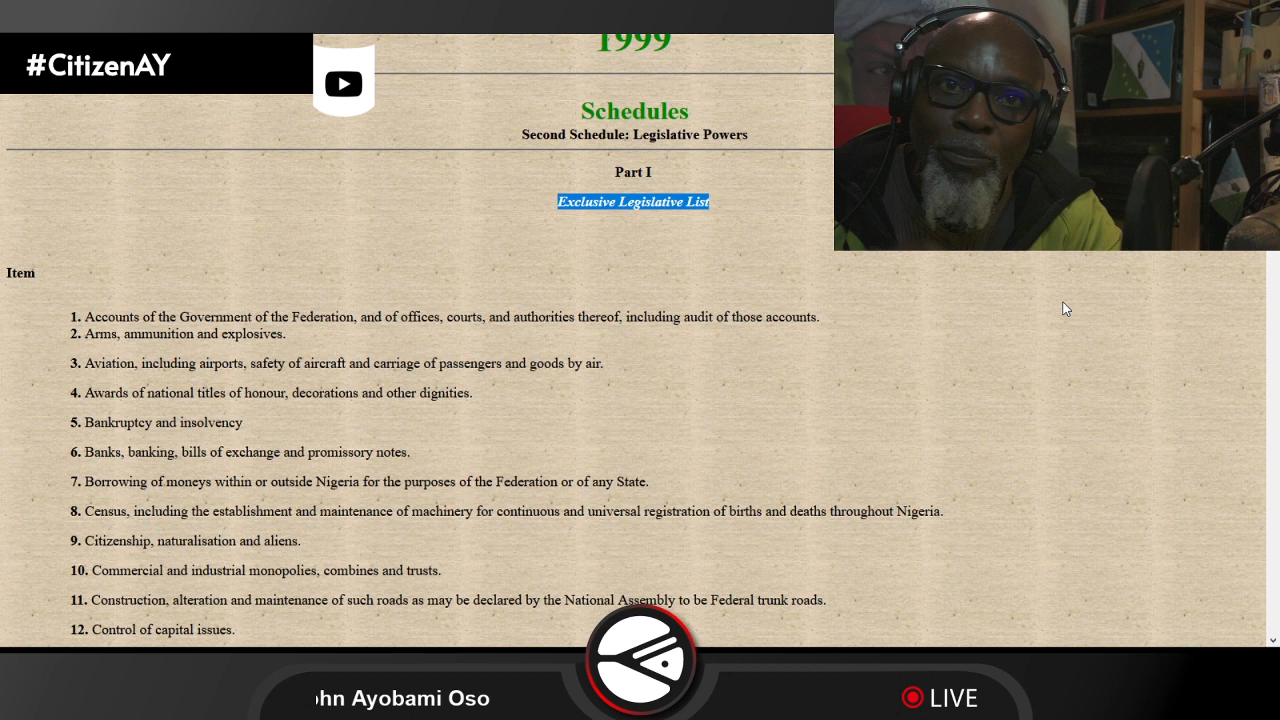 #CitizenAY
1999
Schedules
Second Schedule: Legislative Powers
Part I
Exclusive Legislative List
Item
1. Accounts of the Government of the Federation, and of offices, courts, and authorities thereof, including audit of those accounts.
2. Arms, ammunition and explosives.
3. Aviation, including airports, safety of aircraft and carriage of passengers and goods by air.
4. Awards of national titles of honour, decorations and other dignities.
5. Bankruptcy and insolvency
6. Banks, banking, bills of exchange and promissory notes.
7. Borrowing of moneys within or outside Nigeria for the purposes of the Federation or of any State.
8. Census, including the establishment and maintenance of machinery for continuous and universal registration of births and deaths throughout Nigeria.
9. Citizenship, naturalisation and aliens.
10. Commercial and industrial monopolies, combines and trusts.
11. Construction, alteration and maintenance of such roads as may be declared by the National Assembly to be Federal trunk roads.
12. Control of capital issues.
ohn Ayobami Oso
LIVE